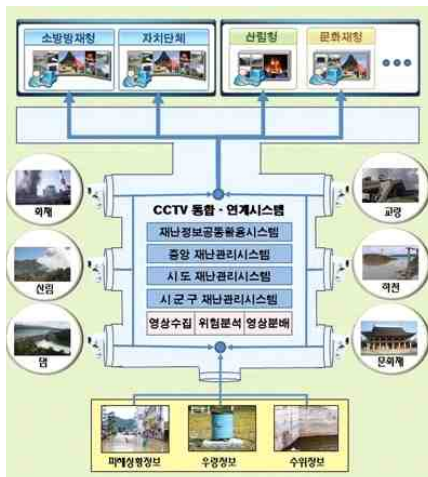 소방방재청 자치단체 산림청 문화재청
CCTV 통합·연계시스템
재난정보공동활용시스템
중앙 재난관리시스템
시도 재난관리시스템
시군구 재난관리시스템
영상수집 위험분석 영상분배
화재
산림
댐
교량
하천
문화재
피해상황정보 우량정보 수위정보